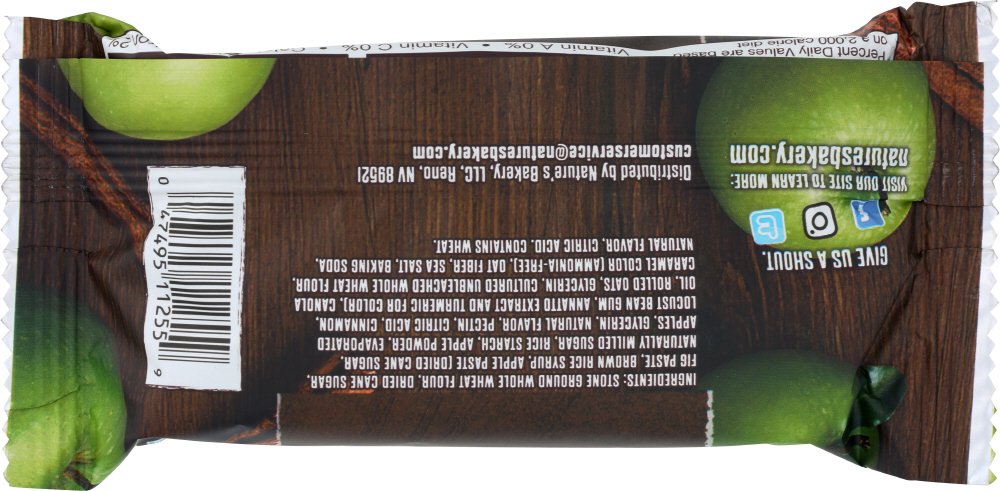 INGREDIENTS: STONE GROUND WHOLE WHEAT FLOUR, DRIED CANE SUGAR,
FIG PASTE, BROWN RICE SYRUP, APPLE PASTE (DRIED CANE SUGAR
NATURALLY MILLED SUGAR, RICE STARCH, APPLE POWDER, EVAPORATED
APPLES, GLYCERIN, NATURAL FLAVOR, PECTIN, CITRIC ACID, CINNAMON,
LOCUST BEAN GUM, ANNATTO EXTRACT AND TURMERIC FOR COLOR), CANOLA
OIL, ROLLED OATS, GLYCERIN, CULTURED UNBLEACHED WHOLE WHEAT FLOUR,
CARAMEL COLOR (AMMONIA-FREE), OAT FIBER, SEA SALT, BAKING SODA,
NATURAL FLAVOR, CITRIC ACID. CONTAINS WHEAT.
Distributed by Nature's Bakery, LLC. Reno, NV 89521
customerservice@naturesbakery.com
GIVE US A SHOUT.
VISIT OUR SITE TO LEARN MORE:
naturesbakery.com
0 47495 11255 9
Percent Daily Values are based
on a 2,000 calorie diet
Vitamin A 0% • Vitamin C 0% •